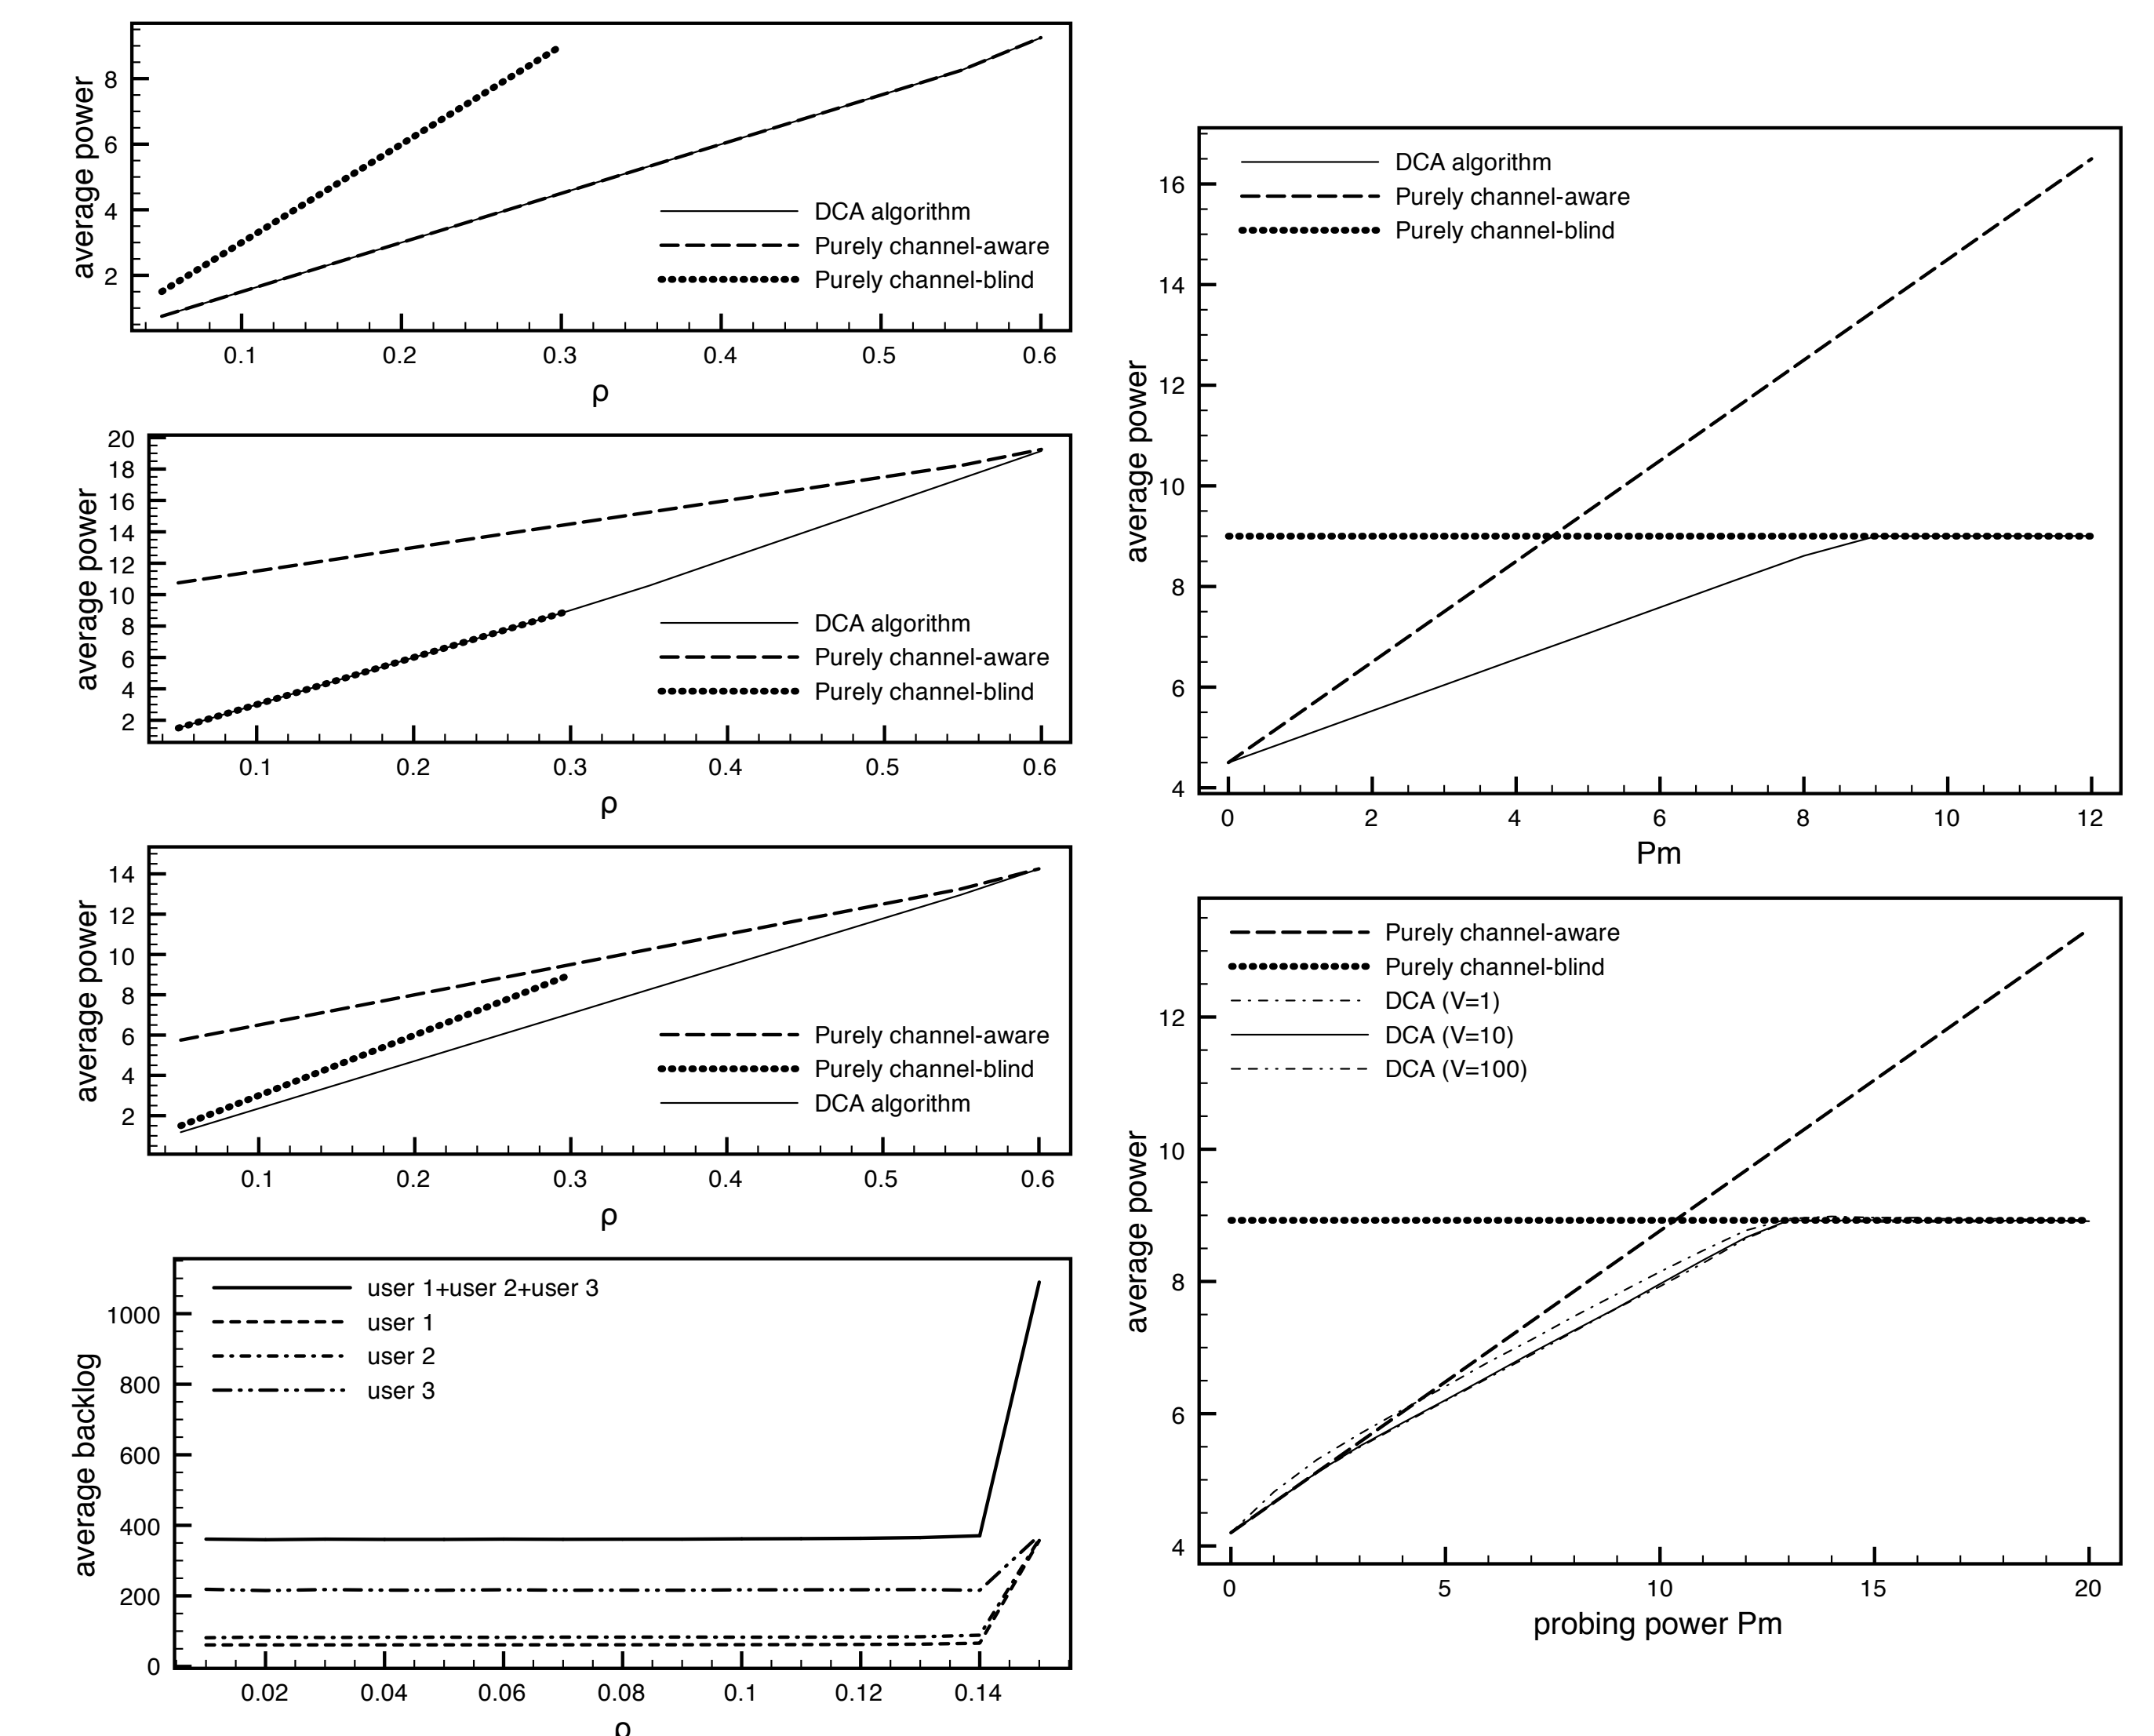 average power
8
6
4
2
DCA algorithm
Purely channel-aware
Purely channel-blind
0.1 0.2 0.3 0.4 0.5 0.6
ρ
average power
20
18
16
14
12
10
8
6
4
2
DCA algorithm
Purely channel-aware
Purely channel-blind
0.1 0.2 0.3 0.4 0.5 0.6
ρ
average power
14
12
10
8
6
4
2
Purely channel-aware
Purely channel-blind
DCA algorithm
0.1 0.2 0.3 0.4 0.5 0.6
ρ
average backlog
1000
800
600
400
200
0
user 1+user 2+user 3
user 1
user 2
user 3
0.02 0.04 0.06 0.08 0.1 0.12 0.14
ρ
average power
16
14
12
10
8
6
4
DCA algorithm
Purely channel-aware
Purely channel-blind
0 2 4 6 8 10 12
Pm
average power
12
10
8
6
4
Purely channel-aware
Purely channel-blind
DCA (V=1)
DCA (V=10)
DCA (V=100)
0 5 10 15 20
probing power Pm